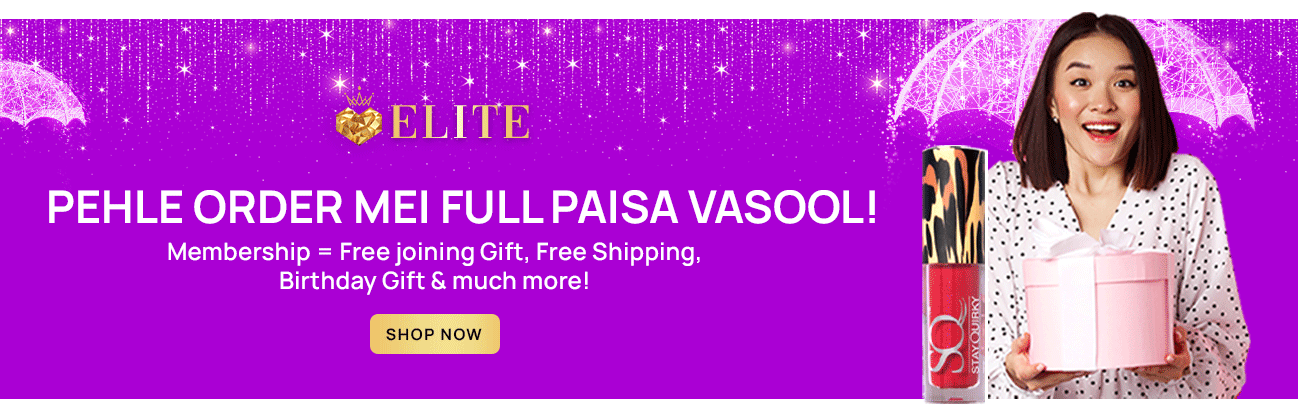 ELITE
PEHLE ORDER MEI FULL PAISA VASOOL!
Membership = Free joining Gift, Free Shipping,
Birthday Gift & much more!
SHOP NOW
SQ
STAY QUIRKY